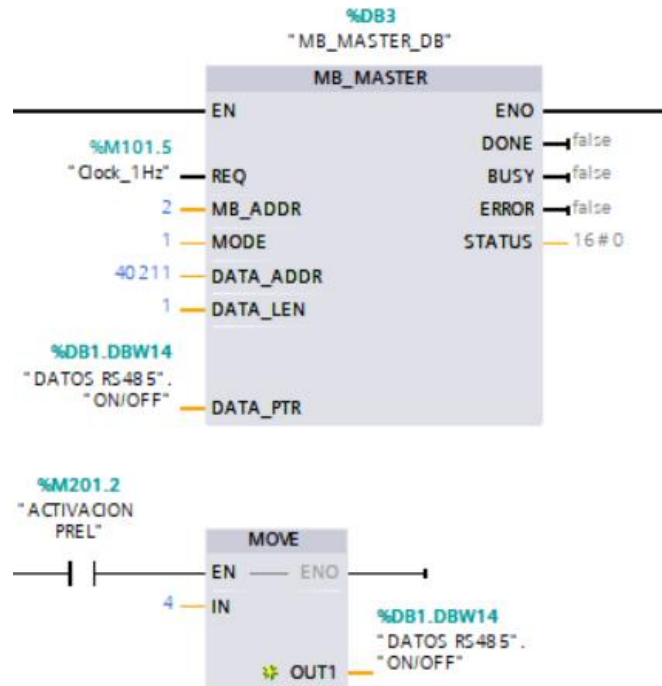 %DB3
"MB_MASTER_DB"
MB_MASTER
EN ENO
DONE false
%M101.5
"Clock_1Hz" REQ BUSY false
2 MB_ADDR ERROR false
1 MODE STATUS 16#0
40211 DATA_ADDR
1 DATA_LEN
%DB1.DBW14
"DATOS RS485".
"ON/OFF" DATA_PTR
%M201.2
"ACTIVACION
PREL"
MOVE
EN ENO
4 IN
%DB1.DBW14
"DATOS RS485".
"ON/OFF"
OUT1